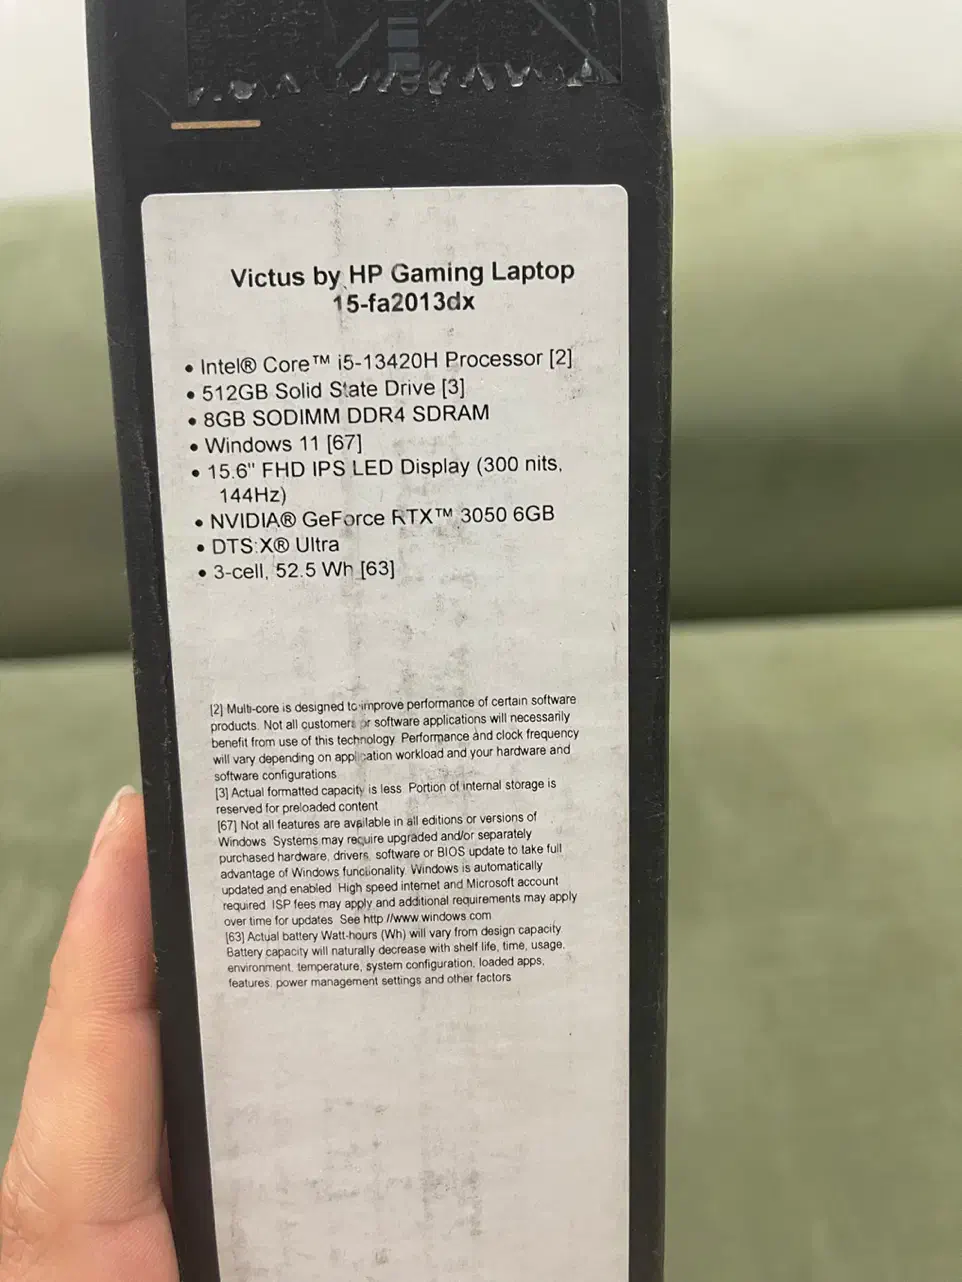 Victus by HP Gaming Laptop
15-fa2013dx
• Intel® Core™ i5-13420H Processor [2]
• 512GB Solid State Drive [3]
• 8GB SODIMM DDR4 SDRAM
• Windows 11 [67]
• 15.6" FHD IPS LED Display (300 nits,
144Hz)
• NVIDIA® GeForce RTX™ 3050 6GB
• DTS:X® Ultra
• 3-cell, 52.5 Wh [63]
[2] Multi-core is designed to improve performance of certain software
products. Not all customers or software applications will necessarily
benefit from use of this technology. Performance and clock frequency
will vary depending on application workload and your hardware and
software configurations
[3] Actual formatted capacity is less. Portion of internal storage is
reserved for preloaded content
[67] Not all features are available in all editions or versions of
Windows. Systems may require upgraded and/or separately
purchased hardware, drivers, software or BIOS update to take full
advantage of Windows functionality. Windows is automatically
updated and enabled. High speed internet and Microsoft account
required. ISP fees may apply and additional requirements may apply
over time for updates. See http://www.windows.com
[63] Actual battery Watt-hours (Wh) will vary from design capacity.
Battery capacity will naturally decrease with shelf life, time, usage,
environment, temperature, system configuration, loaded apps,
features, power management settings and other factors